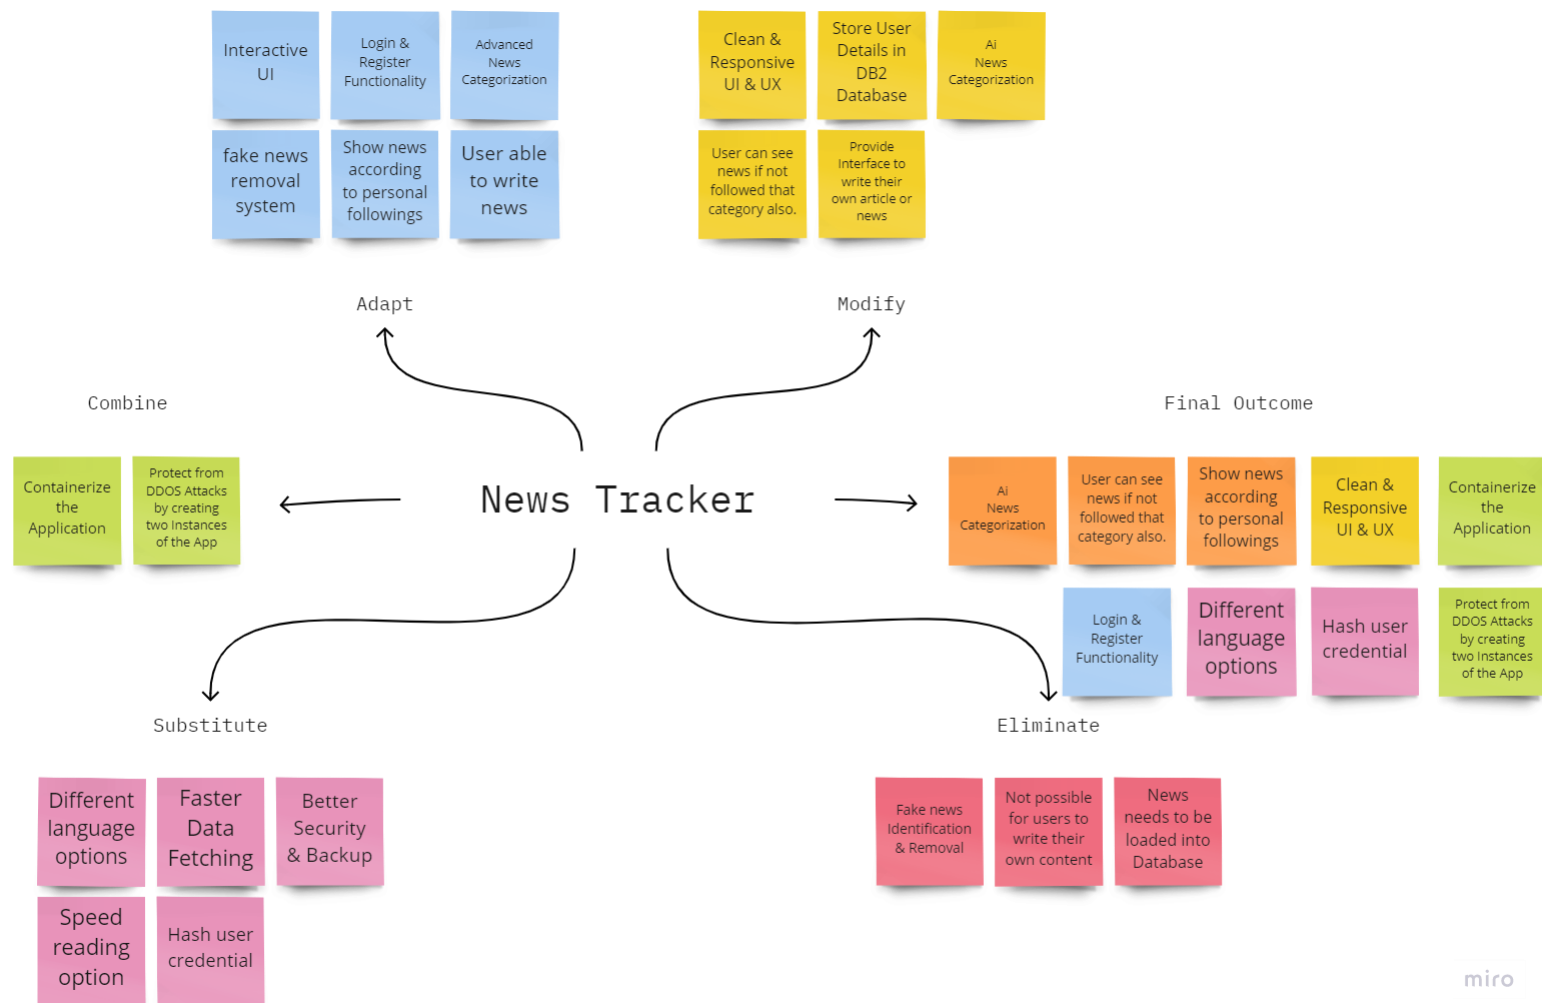 Interactive
UI
Login &
Register
Functionality
Advanced
News
Categorization
fake news
removal
system
Show news
according
to personal
followings
User able
to write
news
Adapt
Clean &
Responsive
UI & UX
Store User
Details in
DB2
Database
Ai
News
Categorization
User can see
news if not
followed that
category also.
Provide
Interface to
write their
own article or
news
Modify
Combine
Containerize
the
Application
Protect from
DDOS Attacks
by creating
two Instances
of the App
News Tracker
Final Outcome
Ai
News
Categorization
User can see
news if not
followed that
category also.
Show news
according
to personal
followings
Clean &
Responsive
UI & UX
Containerize
the
Application
Login &
Register
Functionality
Different
language
options
Hash user
credential
Protect from
DDOS Attacks
by creating
two Instances
of the App
Substitute
Different
language
options
Faster
Data
Fetching
Better
Security
& Backup
Speed
reading
option
Hash user
credential
Eliminate
Fake news
Identification
& Removal
Not possible
for users to
write their
own content
News
needs to be
loaded into
Database
miro